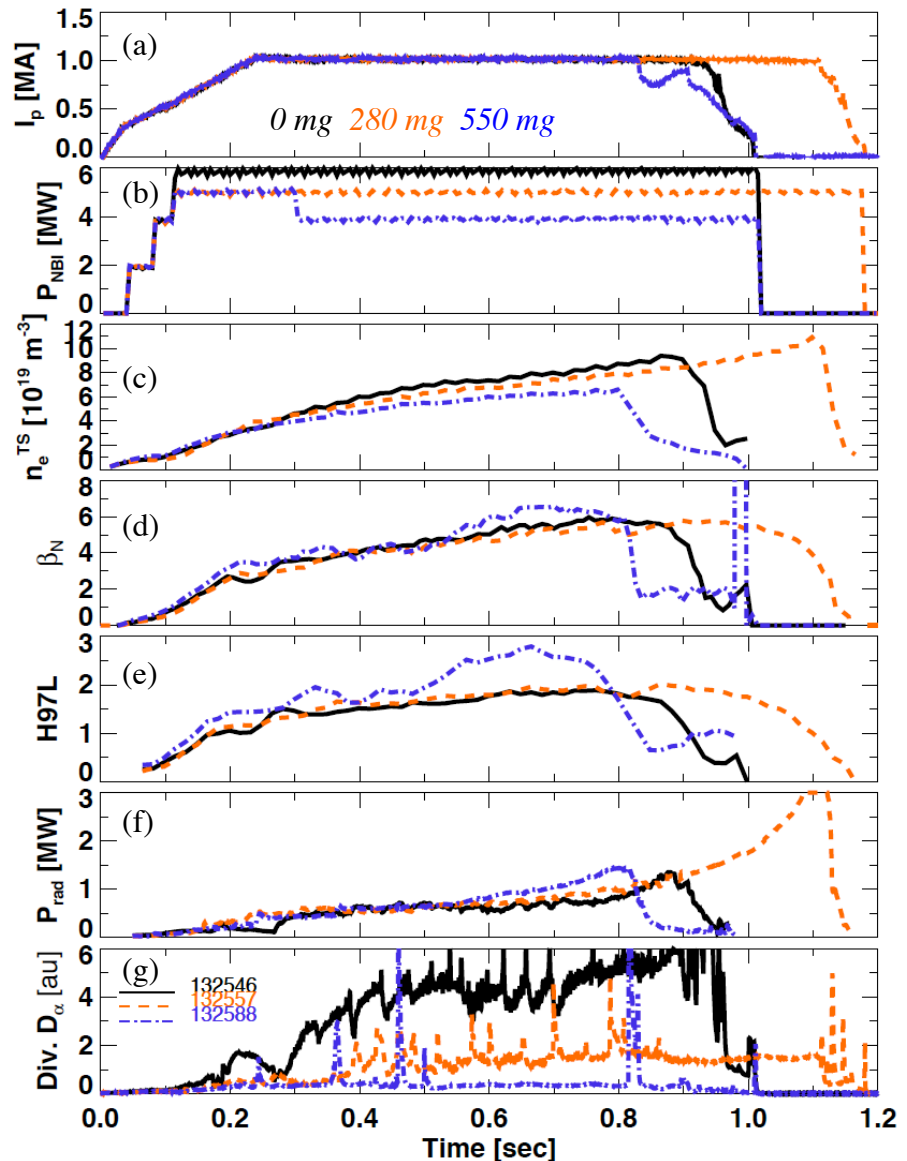 1.5
(a)
1.0
0.5
0.0
I_p [MA]
0 mg 280 mg 550 mg
6
(b)
4
2
0
P_NBI [MW]
12
10
8
(c)
6
4
2
0
n_e^TS [10^19 m^-3]
8
(d)
6
4
2
0
β_N
3
(e)
2
1
0
H97L
3
(f)
2
1
0
P_rad [MW]
6
(g)
132546
132557
132588
4
2
0
Div. D_α [au]
0.0 0.2 0.4 0.6 0.8 1.0 1.2
Time [sec]